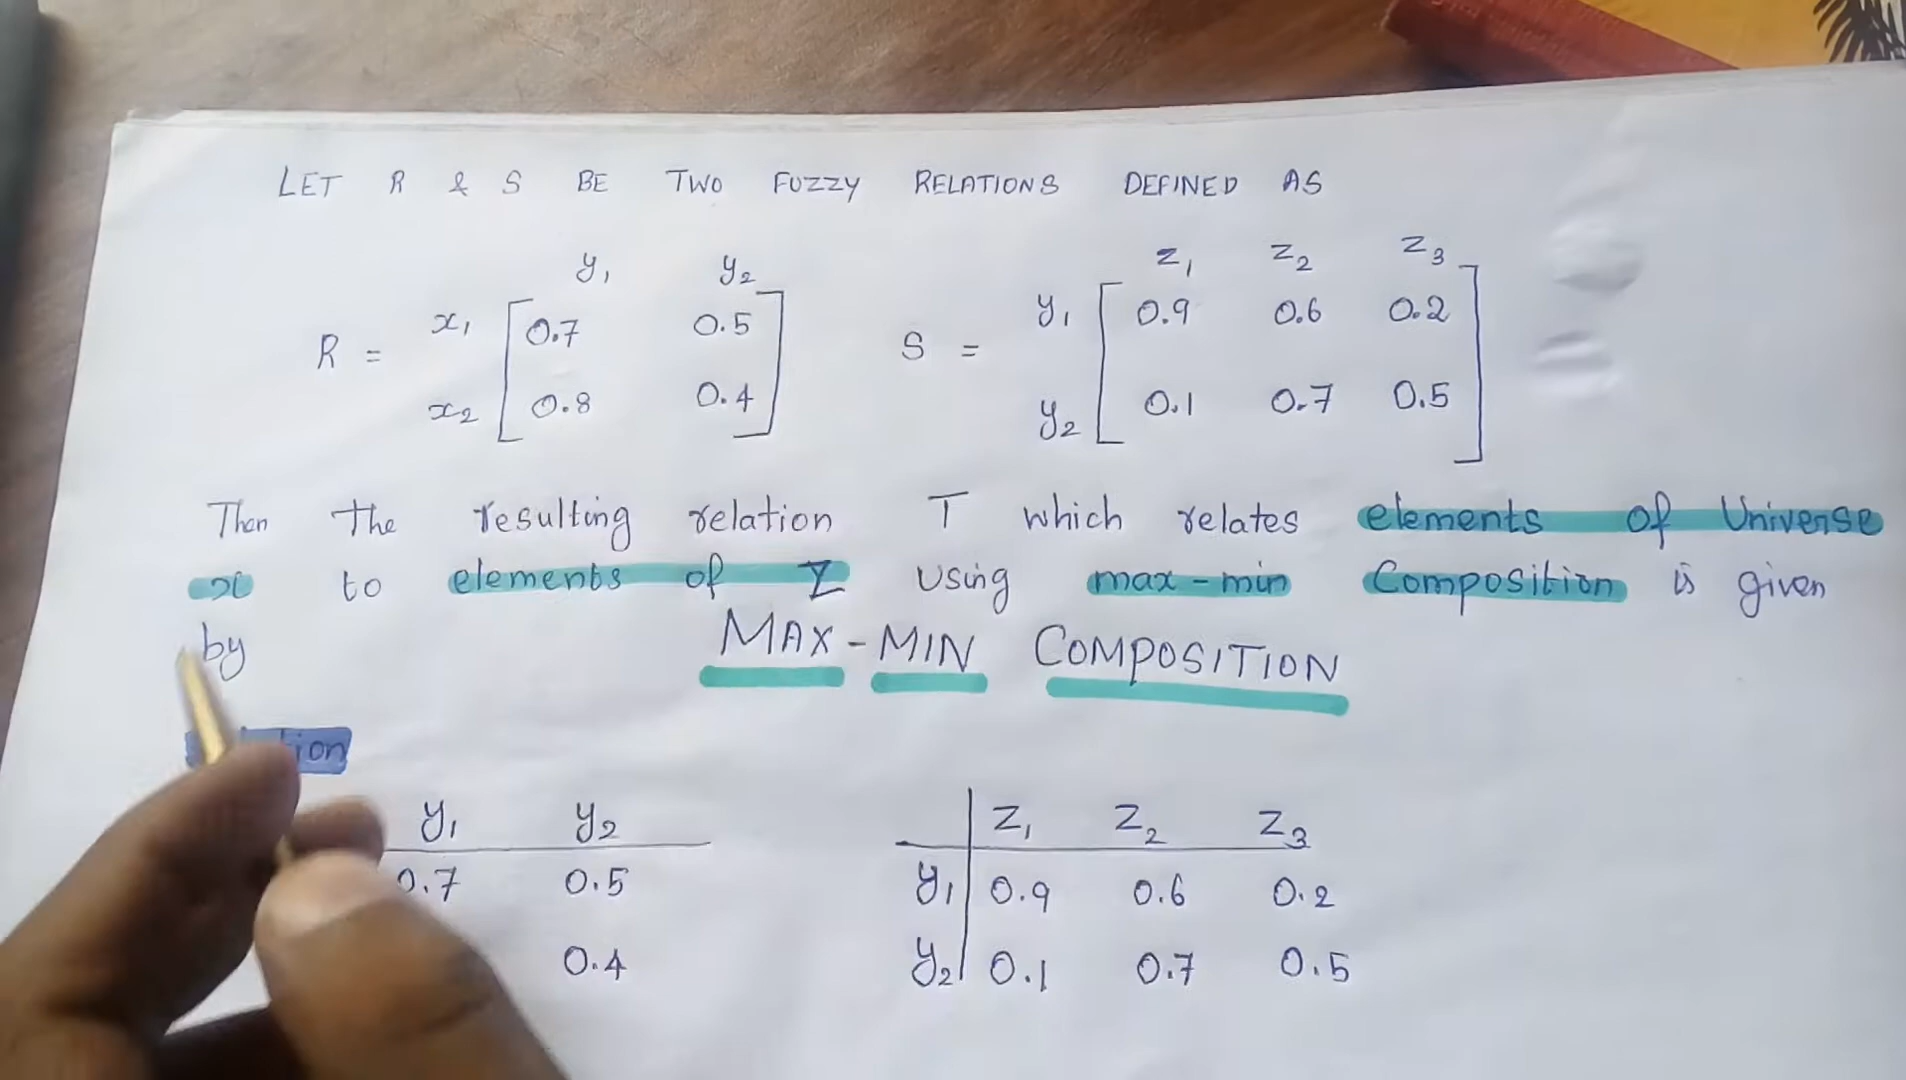 LET R & S BE TWO FUZZY RELATIONS DEFINED AS
y1 y2
R = x1 0.7 0.5
x2 0.8 0.4
z1 z2 z3
S = y1 0.9 0.6 0.2
y2 0.1 0.7 0.5
Then the resulting relation T which relates elements of Universe
x to elements of Z using max-min Composition is given
by
MAX-MIN COMPOSITION
y1 y2
0.7 0.5
0.4
z1 z2 z3
y1 0.9 0.6 0.2
y2 0.1 0.7 0.5